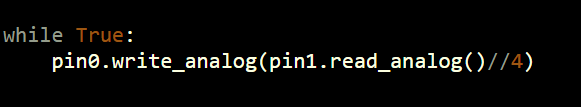 while True:
    pin0.write_analog(pin1.read_analog()//4)